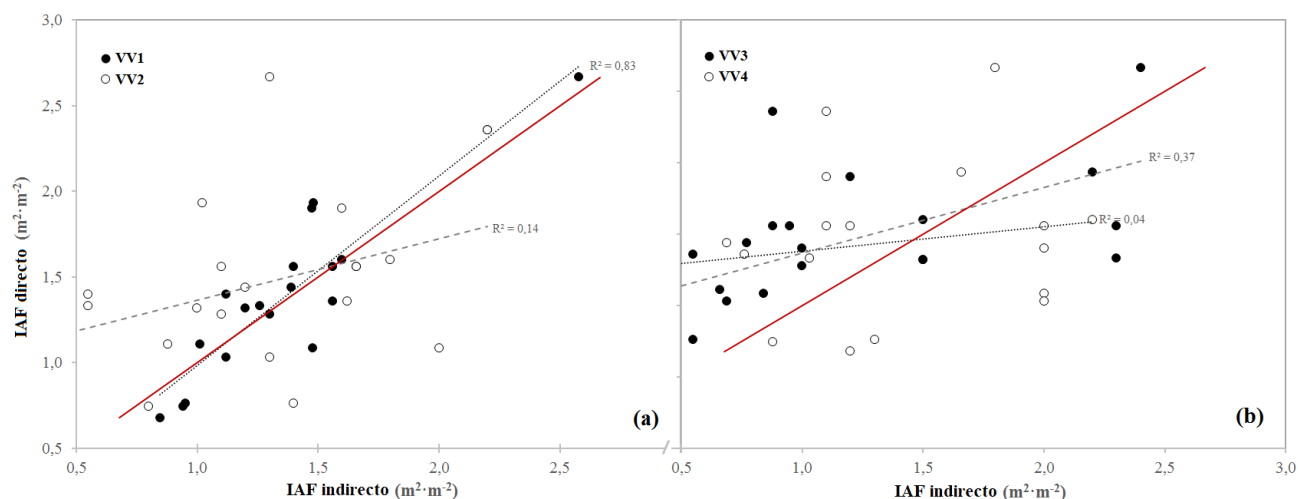 3,0
2,5
2,0
1,5
1,0
0,5
IAF directo (m²·m⁻²)
VV1
VV2
R² = 0,83
R² = 0,14
(a)
0,5 1,0 1,5 2,0 2,5
IAF indirecto (m²·m⁻²)
VV3
VV4
R² = 0,37
R² = 0,04
(b)
0,5 1,0 1,5 2,0 2,5 3,0
IAF indirecto (m²·m⁻²)